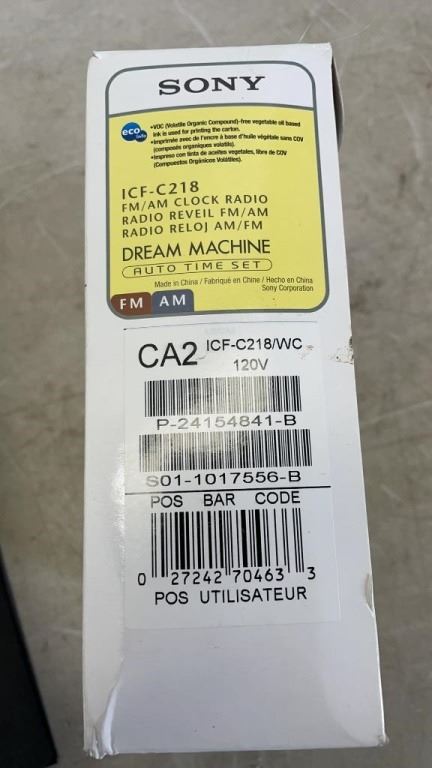 SONY
eco info
•VOC (Volatile Organic Compound)-free vegetable oil based
ink is used for printing the carton.
•Imprimée avec de l'encre à base d'huile végétale sans COV
(composés organiques volatils).
•Impreso con tinta de aceites vegetales, libre de COV
(Compuestos Orgánicos Volátiles).
ICF-C218
FM/AM CLOCK RADIO
RADIO REVEIL FM/AM
RADIO RELOJ AM/FM
DREAM MACHINE
AUTO TIME SET
Made in China / Fabriqué en Chine / Hecho en China
Sony Corporation
FM AM
CA2 ICF-C218/WC
120V
P-24154841-B
S01-1017556-B
POS BAR CODE
0 27242 70463 3
POS UTILISATEUR